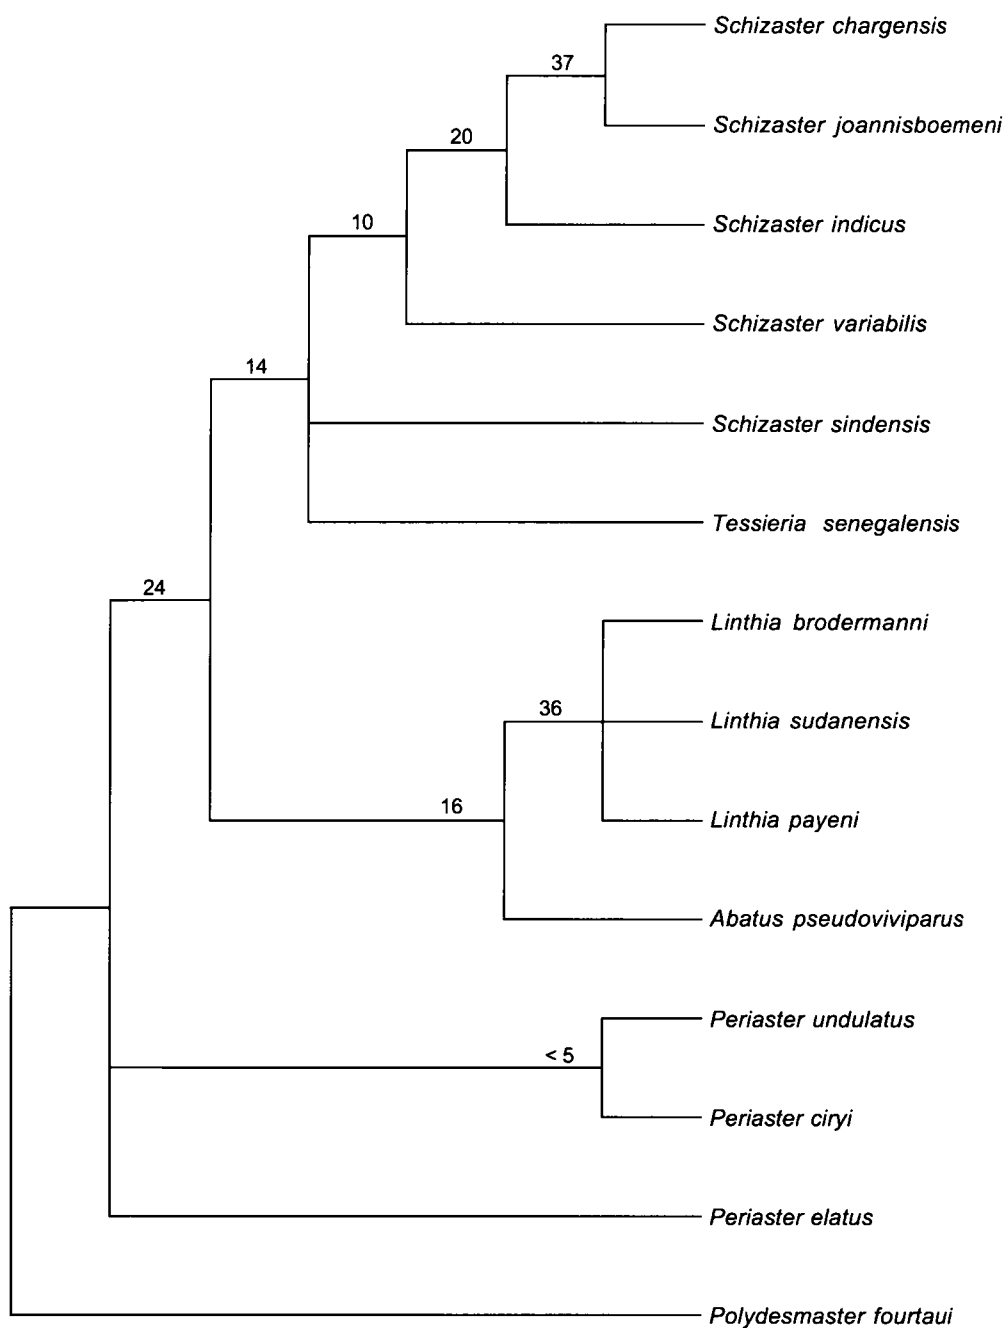 Schizaster chargensis
37
Schizaster joannisboemeni
20
Schizaster indicus
10
Schizaster variabilis
14
Schizaster sindensis
Tessieria senegalensis
24
Linthia brodermanni
36
Linthia sudanensis
16
Linthia payeni
Abatus pseudoviviparus
Periaster undulatus
< 5
Periaster ciryi
Periaster elatus
Polydesmaster fourtaui